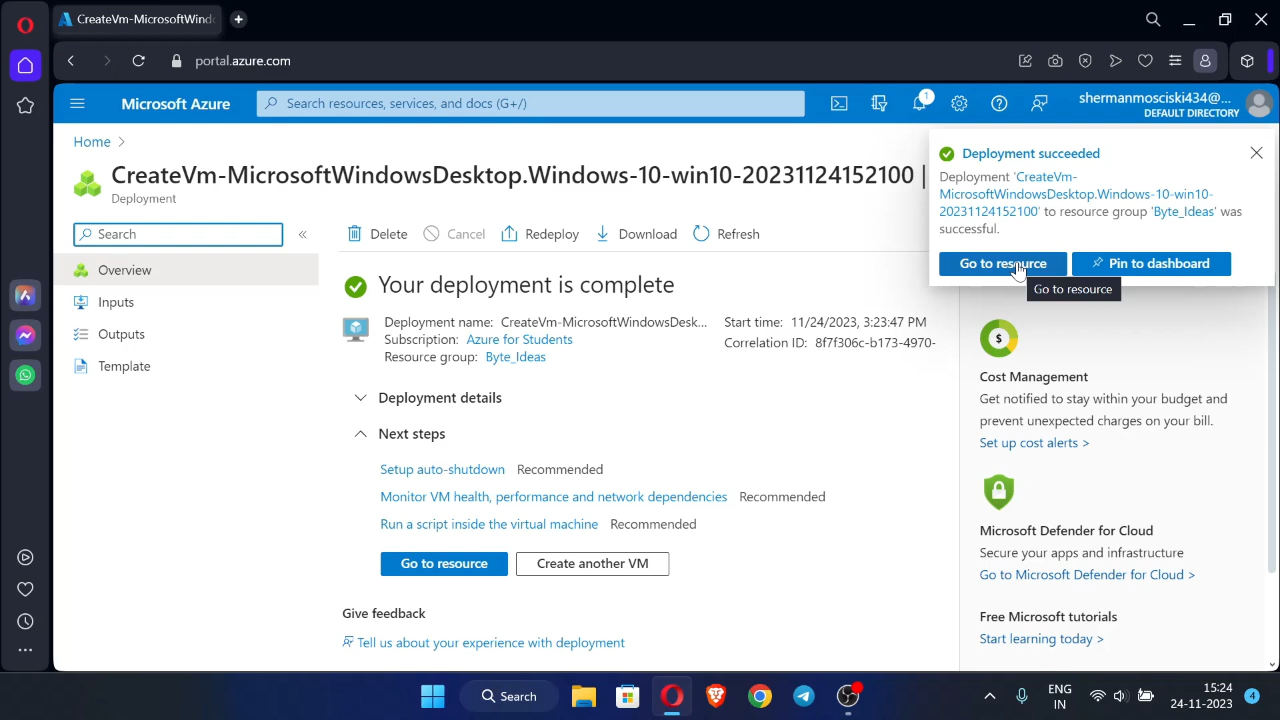 CreateVm-MicrosoftWind
portal.azure.com
Microsoft Azure
Search resources, services, and docs (G+/)
1
shermanmosciski434@...
DEFAULT DIRECTORY
Home
CreateVm-MicrosoftWindowsDesktop.Windows-10-win10-20231124152100 |
Deployment
Search
Overview
Inputs
Outputs
Template
Delete
Cancel
Redeploy
Download
Refresh
Your deployment is complete
Deployment name: CreateVm-MicrosoftWindowsDesk...
Subscription: Azure for Students
Resource group: Byte_Ideas
Start time: 11/24/2023, 3:23:47 PM
Correlation ID: 8f7f306c-b173-4970-
Deployment details
Next steps
Setup auto-shutdown Recommended
Monitor VM health, performance and network dependencies Recommended
Run a script inside the virtual machine Recommended
Go to resource
Create another VM
Give feedback
Tell us about your experience with deployment
Deployment succeeded
Deployment 'CreateVm-
MicrosoftWindowsDesktop.Windows-10-win10-
20231124152100' to resource group 'Byte_Ideas' was
successful.
Go to resource
Pin to dashboard
Go to resource
Cost Management
Get notified to stay within your budget and
prevent unexpected charges on your bill.
Set up cost alerts >
Microsoft Defender for Cloud
Secure your apps and infrastructure
Go to Microsoft Defender for Cloud >
Free Microsoft tutorials
Start learning today >
Search
ENG
IN
15:24
24-11-2023
4